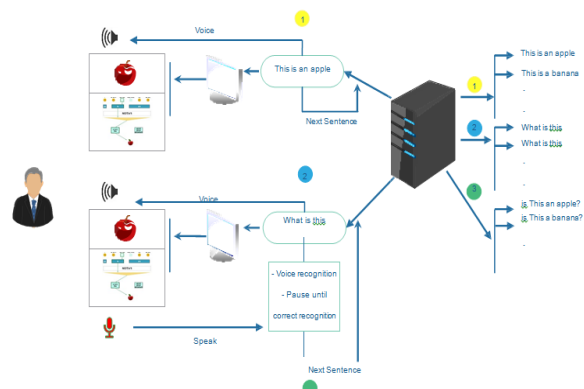 1
Voice
This is an apple
Next Sentence
1
This is an apple
This is a banana
-
-
2
What is this
What is this
-
-
3
is This an apple?
is This a banana?
-
2
Voice
What is this
- Voice recognition
- Pause until
correct recognition
Speak
Next Sentence